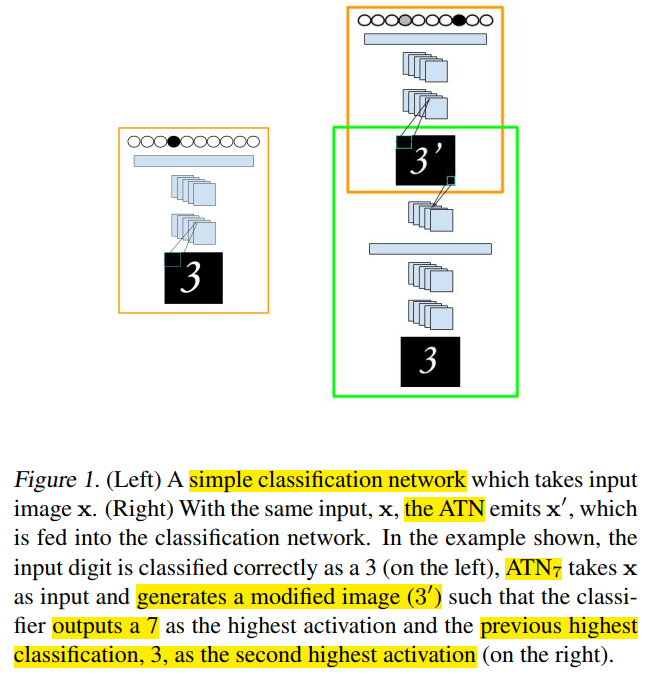 3'
3
3
Figure 1. (Left) A simple classification network which takes input
image x. (Right) With the same input, x, the ATN emits x′, which
is fed into the classification network. In the example shown, the
input digit is classified correctly as a 3 (on the left), ATN₇ takes x
as input and generates a modified image (3′) such that the classi-
fier outputs a 7 as the highest activation and the previous highest
classification, 3, as the second highest activation (on the right).